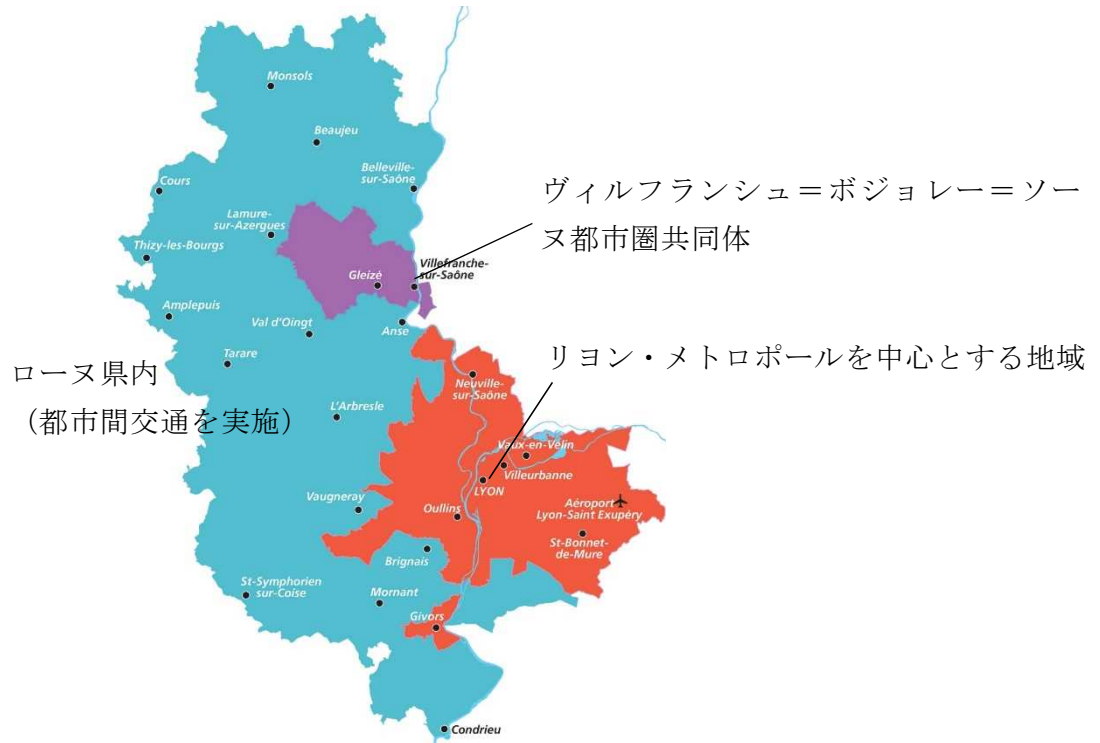 Monsols
Beaujeu
Belleville-
sur-Saône
Cours
ヴィルフランシュ＝ボジョレー＝ソー
ヌ都市圏共同体
Lamure-
sur-Azergues
Thizy-les-Bourgs
Villefranche-
sur-Saône
Gleizé
Amplepuis
Val d'Oingt
Anse
Tarare
リヨン・メトロポールを中心とする地域
ローヌ県内
（都市間交通を実施）
Neuville-
sur-Saône
L'Arbresle
Vaux-en-Velin
Villeurbanne
LYON
Vaugneray
Oullins
Aéroport
Lyon-Saint Exupéry
St-Bonnet-
de-Mure
Brignais
St-Symphorien
sur-Coise
Mornant
Givors
Condrieu